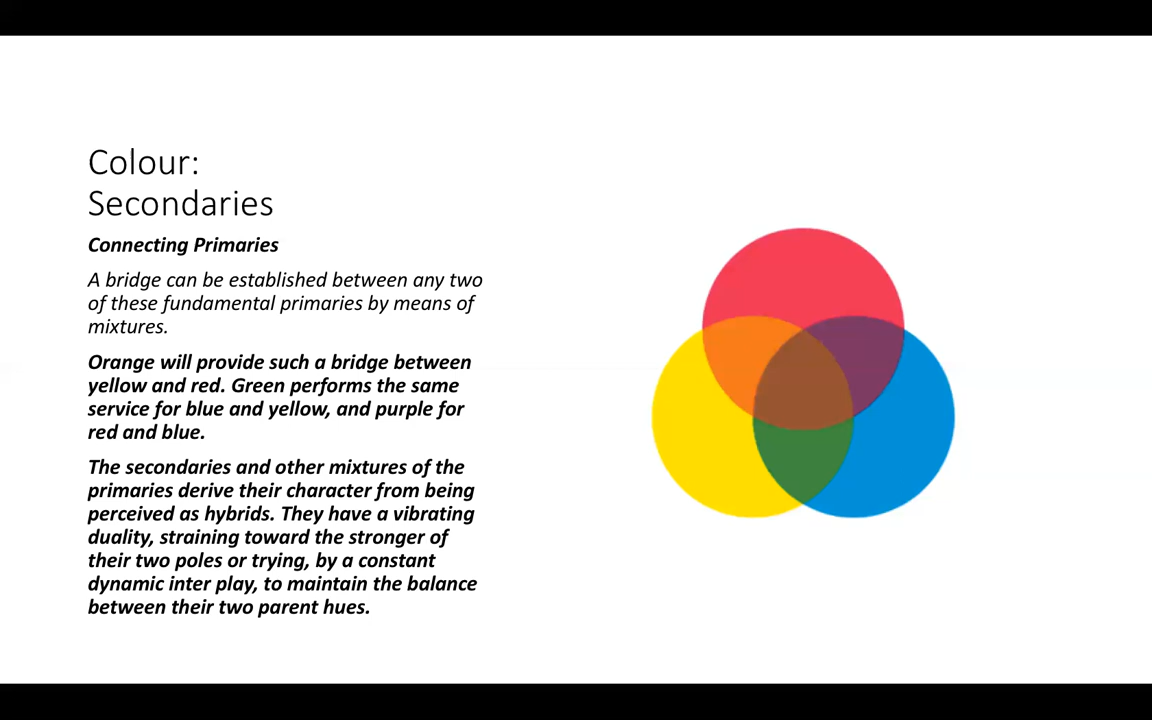 Colour:
Secondaries
Connecting Primaries
A bridge can be established between any two
of these fundamental primaries by means of
mixtures.
Orange will provide such a bridge between
yellow and red. Green performs the same
service for blue and yellow, and purple for
red and blue.
The secondaries and other mixtures of the
primaries derive their character from being
perceived as hybrids. They have a vibrating
duality, straining toward the stronger of
their two poles or trying, by a constant
dynamic inter play, to maintain the balance
between their two parent hues.